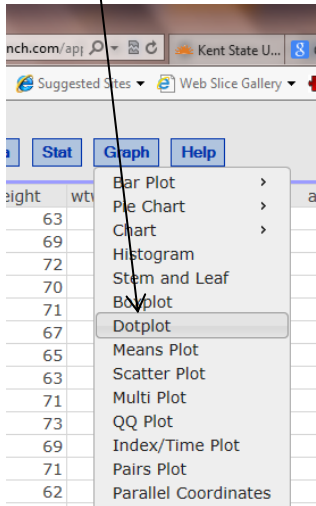 nch.com/app
Kent State U...
Suggested Sites
Web Slice Gallery
Stat Graph Help
eight wtw
Bar Plot
Pie Chart
Chart
Histogram
Stem and Leaf
Boxplot
Dotplot
Means Plot
Scatter Plot
Multi Plot
QQ Plot
Index/Time Plot
Pairs Plot
Parallel Coordinates
63
69
72
70
71
67
65
63
71
73
69
71
62